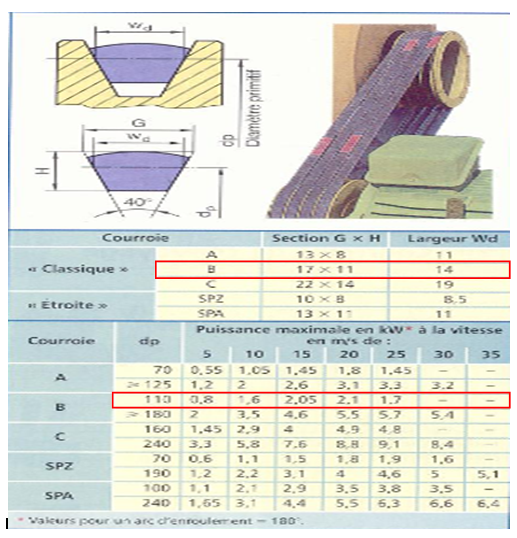 Wd
G
Wd
H
40°
dp
dp
Diamètre primitif
Courroie Section G × H Largeur Wd
« Classique » A 13 × 8 11
B 17 × 11 14
C 22 × 14 19
« Étroite » SPZ 10 × 8 8,5
SPA 13 × 11 11
Courroie dp Puissance maximale en kW* à la vitesse
en m/s de :
5 10 15 20 25 30 35
A 70 0,55 1,05 1,45 1,8 1,45 – –
≥ 125 1,2 2 2,6 3,1 3,3 3,2 –
B 110 0,8 1,6 2,05 2,1 1,7 – –
≥ 180 2 3,5 4,6 5,5 5,7 5,4 –
C 160 1,45 2,9 4 4,9 4,8 – –
240 3,3 5,8 7,6 8,8 9,1 8,4 –
SPZ 70 0,6 1,1 1,5 1,8 1,9 1,6 –
190 1,2 2,2 3,1 4 4,6 5 5,1
SPA 100 1,1 2,1 2,9 3,5 3,8 3,5 –
240 1,65 3,1 4,4 5,5 6,3 6,6 6,4
* Valeurs pour un arc d'enroulement = 180°.